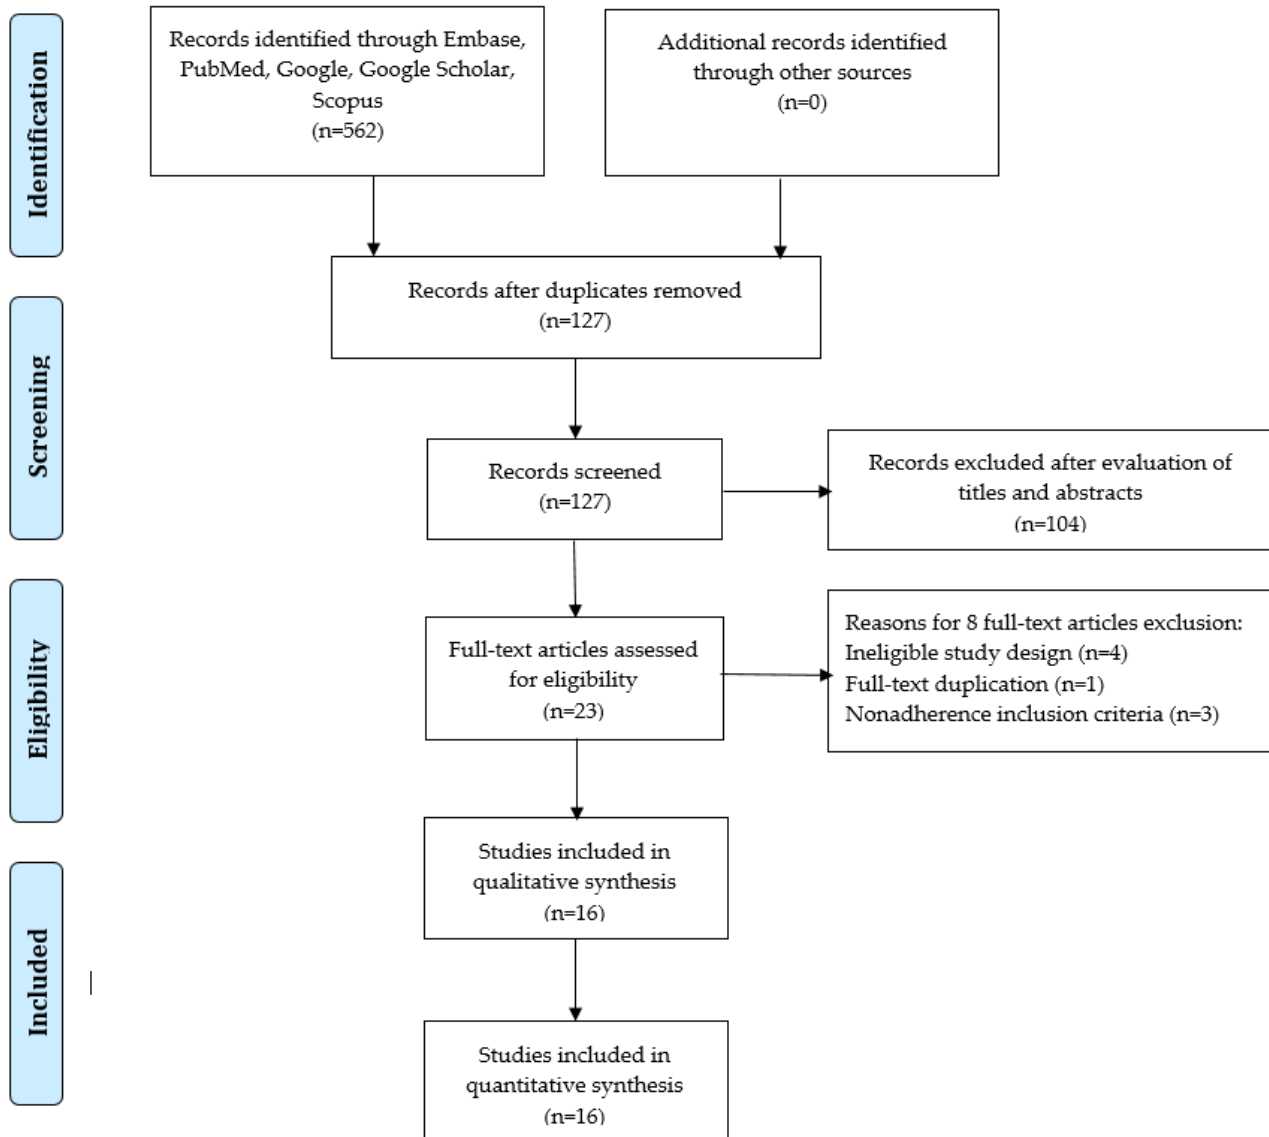 Identification
Records identified through Embase,
PubMed, Google, Google Scholar,
Scopus
(n=562)
Additional records identified
through other sources
(n=0)
Records after duplicates removed
(n=127)
Screening
Records screened
(n=127)
Records excluded after evaluation of
titles and abstracts
(n=104)
Eligibility
Full-text articles assessed
for eligibility
(n=23)
Reasons for 8 full-text articles exclusion:
Ineligible study design (n=4)
Full-text duplication (n=1)
Nonadherence inclusion criteria (n=3)
Included
Studies included in
qualitative synthesis
(n=16)
Studies included in
quantitative synthesis
(n=16)